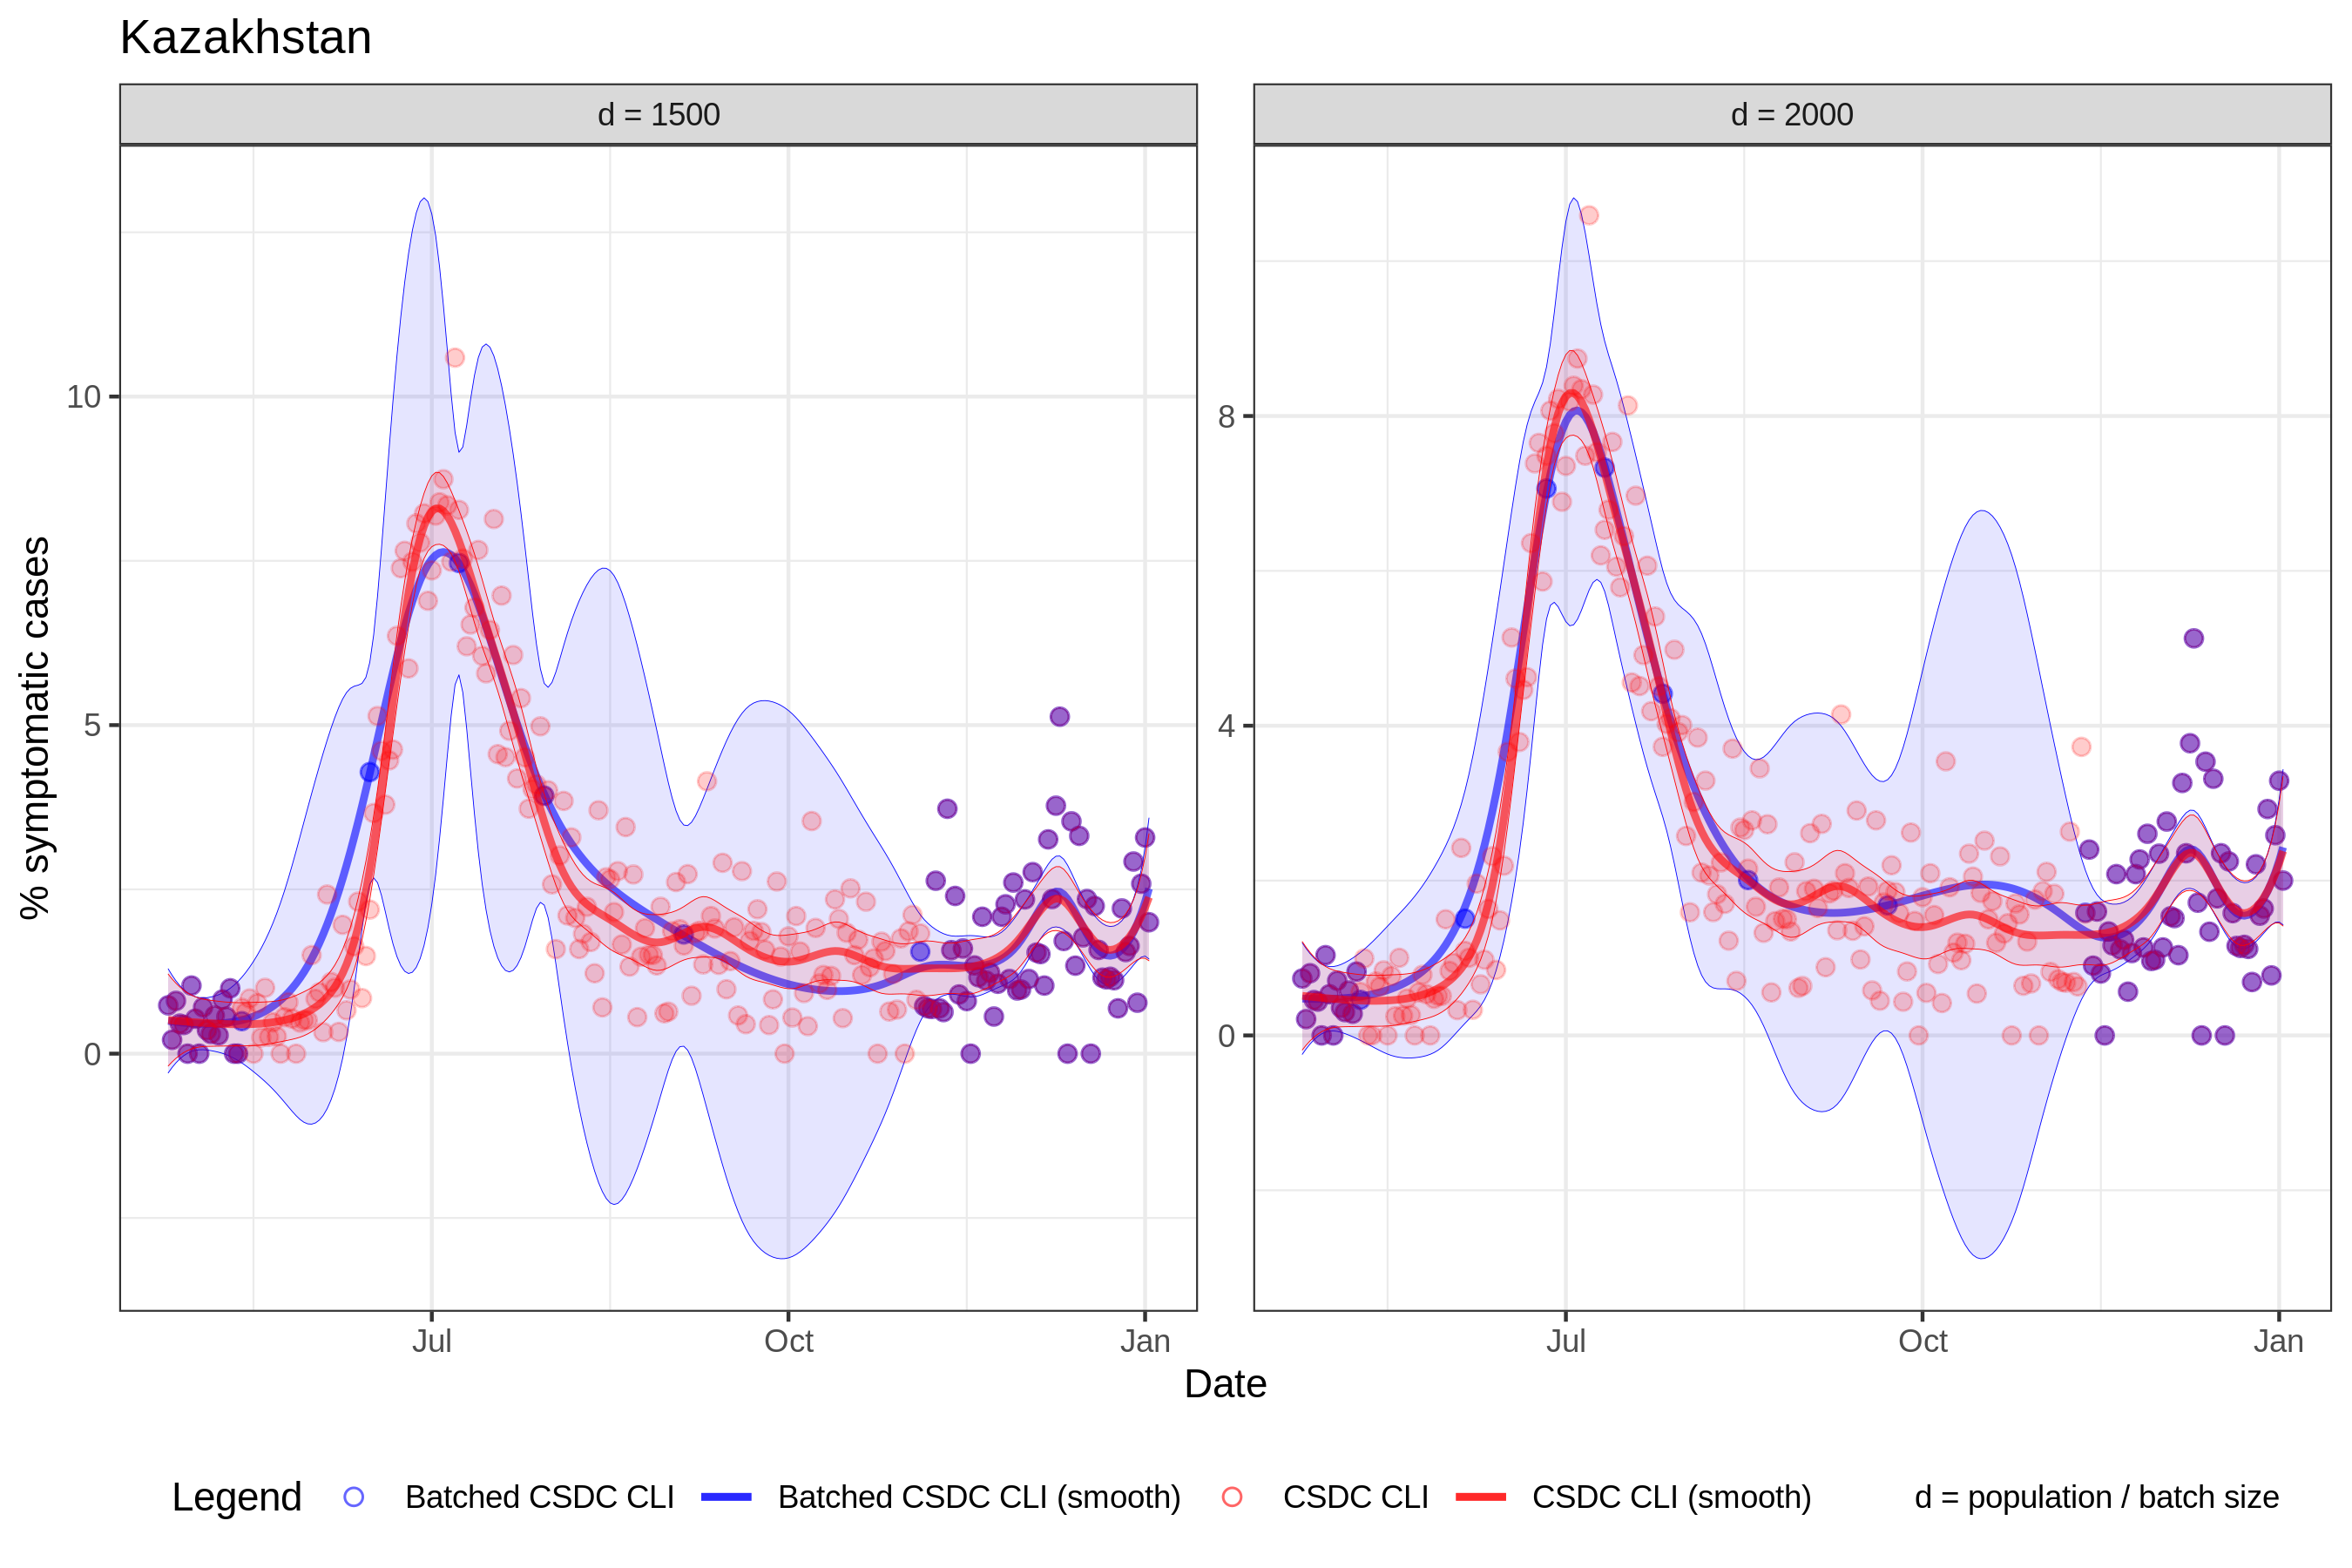 Kazakhstan
d = 1500
d = 2000
% symptomatic cases
10
5
0
8
4
0
Jul
Oct
Jan
Jul
Oct
Jan
Date
Legend Batched CSDC CLI Batched CSDC CLI (smooth) CSDC CLI CSDC CLI (smooth) d = population / batch size